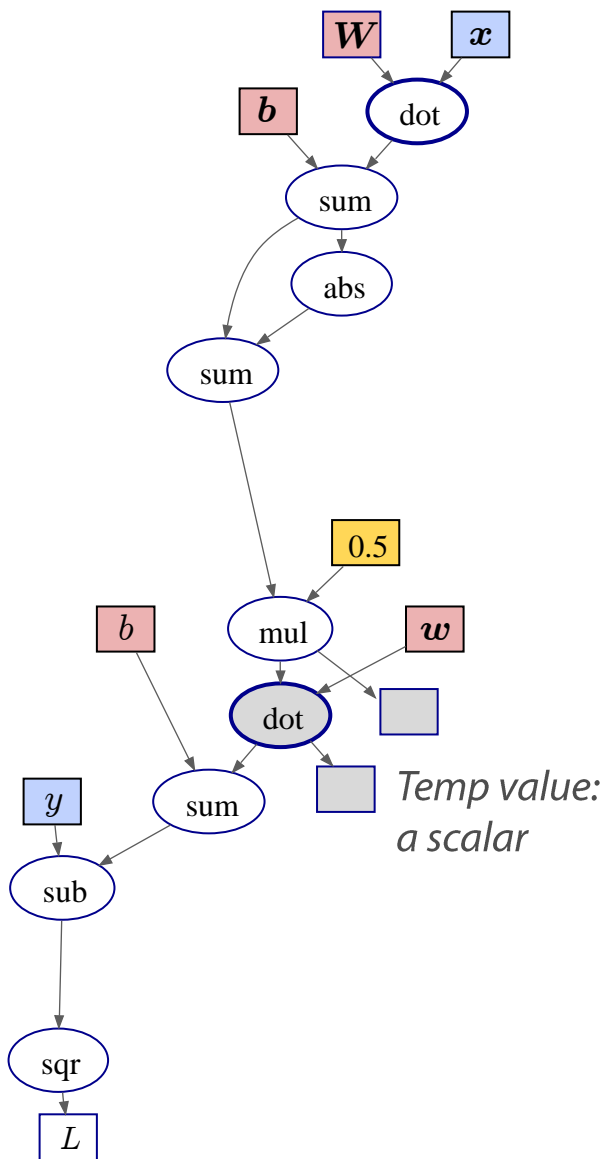 W x
b dot
sum
abs
sum
0.5
b mul w
dot
sum Temp value:
a scalar
y
sub
sqr
L